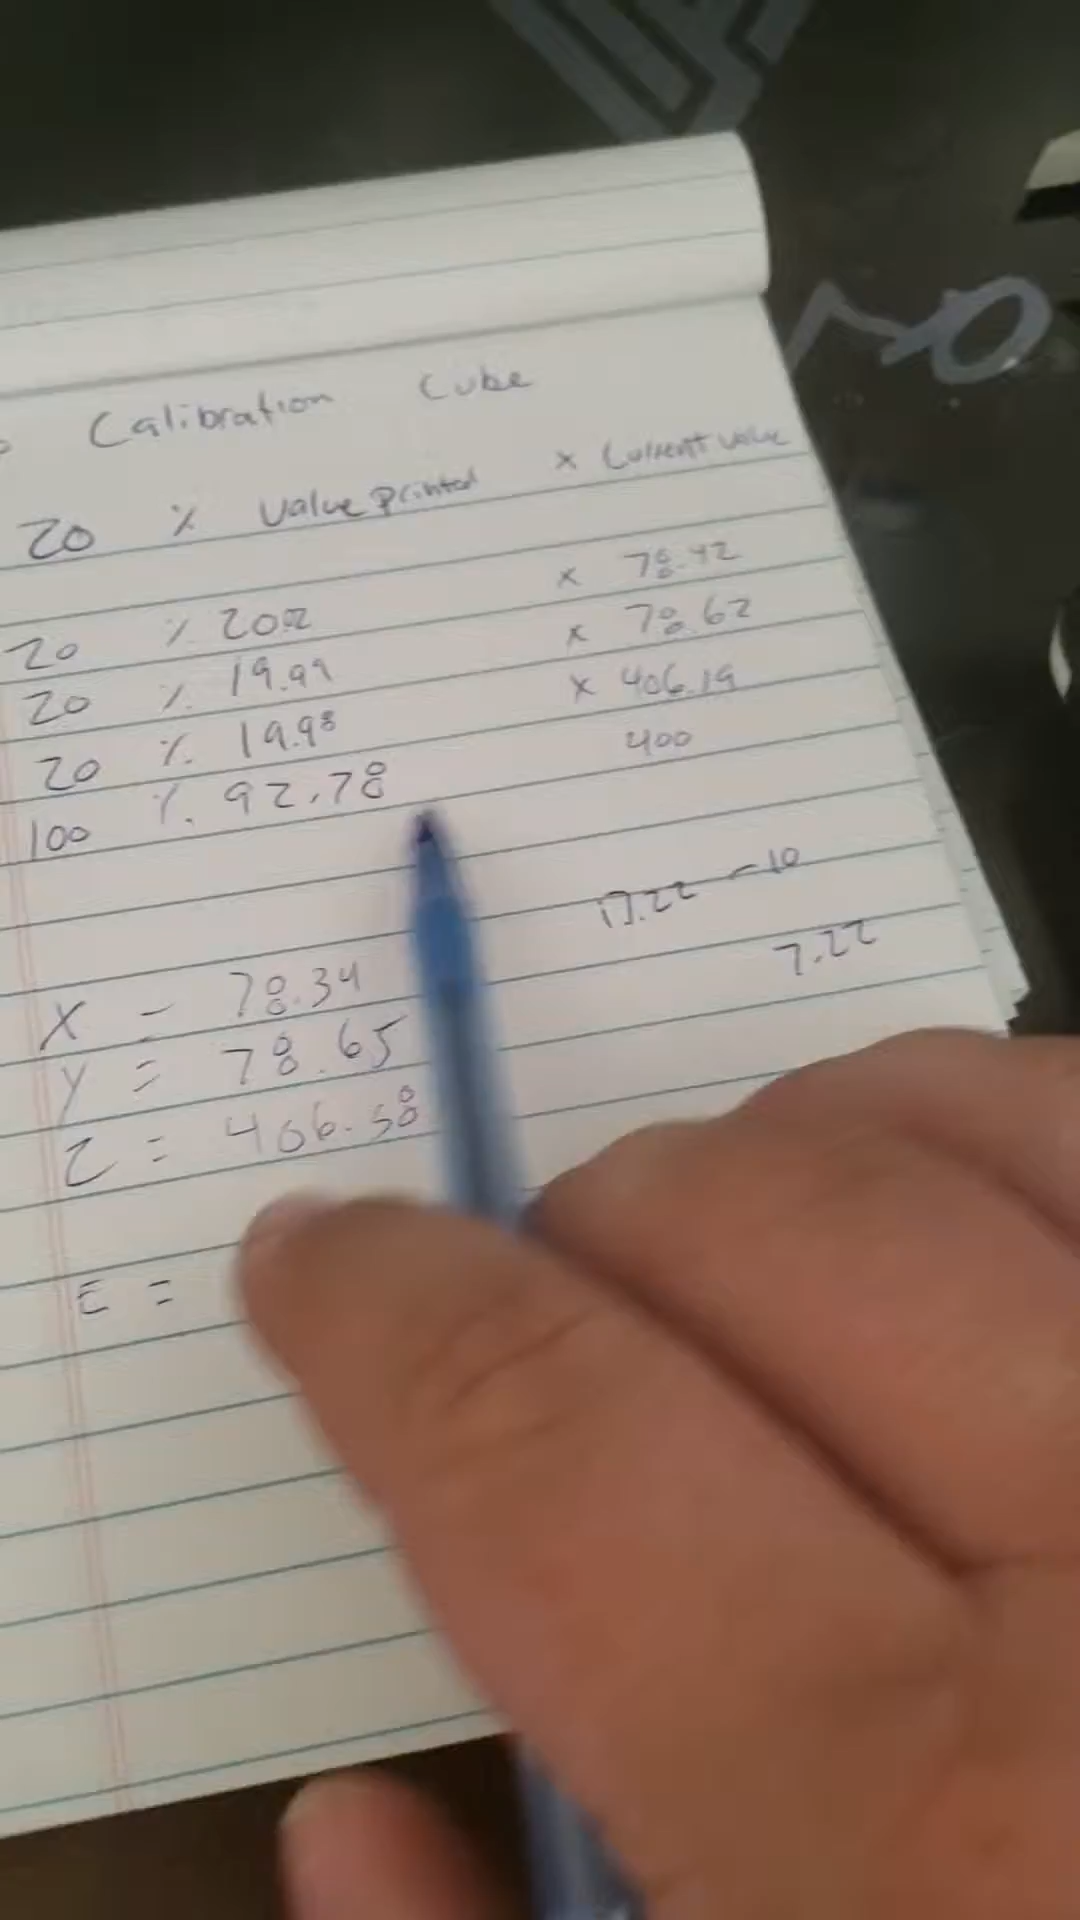 Calibration Cube
20 % Value printed x Current value
20 % 20.02 x 78.42
20 % 19.99 x 78.62
20 % 19.98 x 406.19
100 % 92.78 400
17.22 - 10
7.22
X = 78.34
Y = 78.65
Z = 406.58
E =